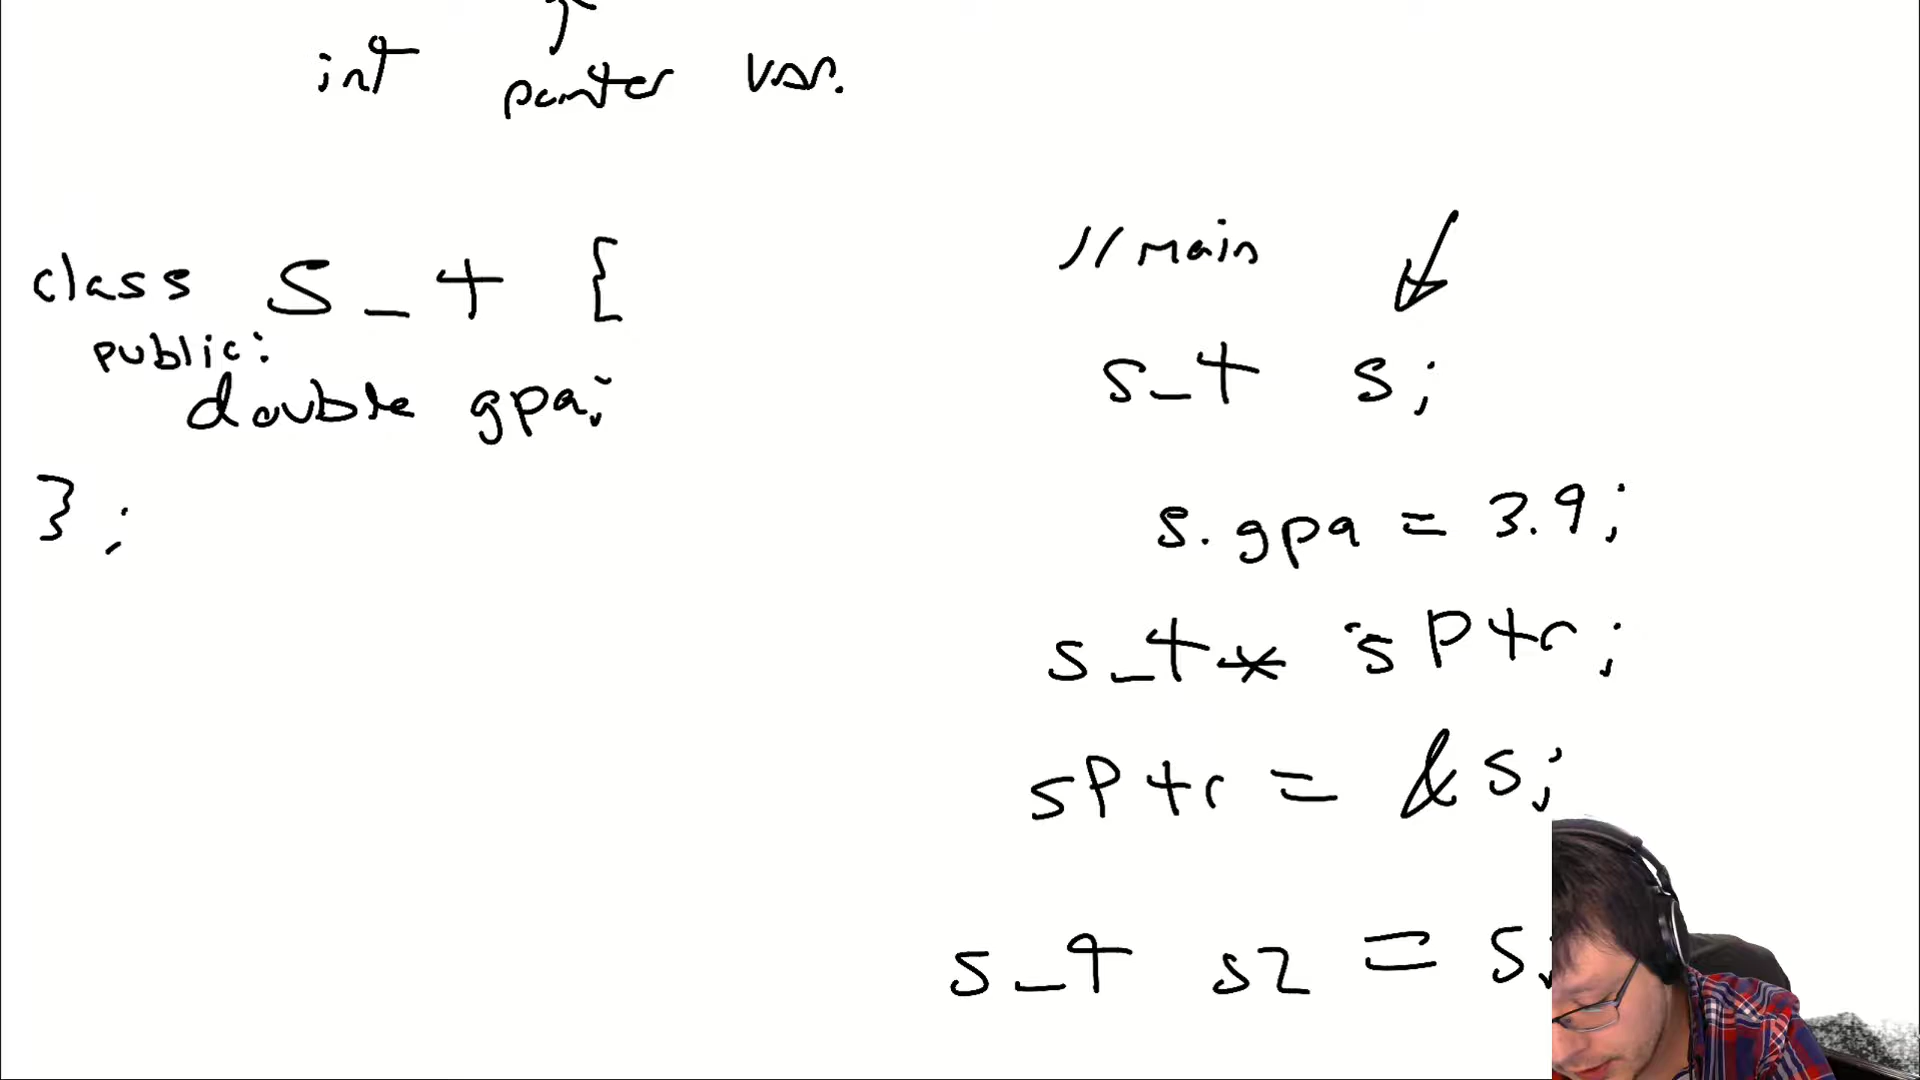 int pointer var.
class S_t {
public:
double gpa;
};
//main
s_t s;
s.gpa = 3.9;
s_t* sPtr;
sPtr = &s;
s_t s2 = s;